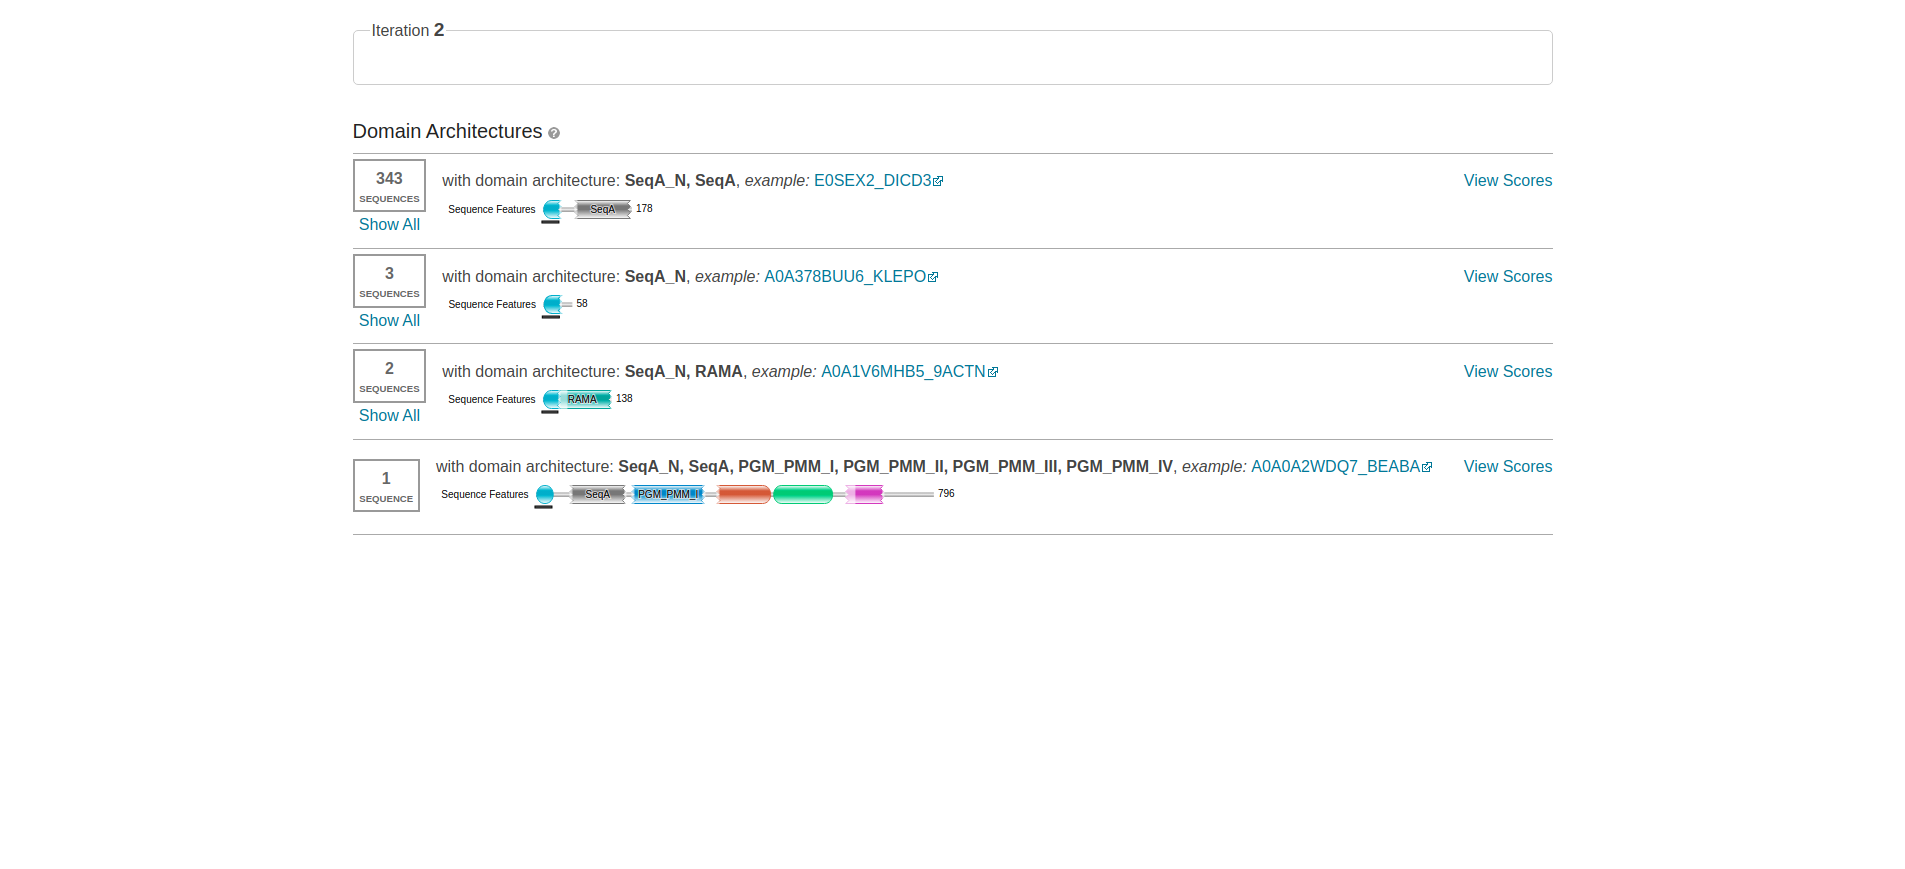 Iteration 2
Domain Architectures ?
343
SEQUENCES
Show All
with domain architecture: SeqA_N, SeqA, example: E0SEX2_DICD3
View Scores
Sequence Features SeqA 178
3
SEQUENCES
Show All
with domain architecture: SeqA_N, example: A0A378BUU6_KLEPO
View Scores
Sequence Features 58
2
SEQUENCES
Show All
with domain architecture: SeqA_N, RAMA, example: A0A1V6MHB5_9ACTN
View Scores
Sequence Features RAMA 138
1
SEQUENCE
with domain architecture: SeqA_N, SeqA, PGM_PMM_I, PGM_PMM_II, PGM_PMM_III, PGM_PMM_IV, example: A0A0A2WDQ7_BEABA
View Scores
Sequence Features SeqA PGM_PMM_I 796